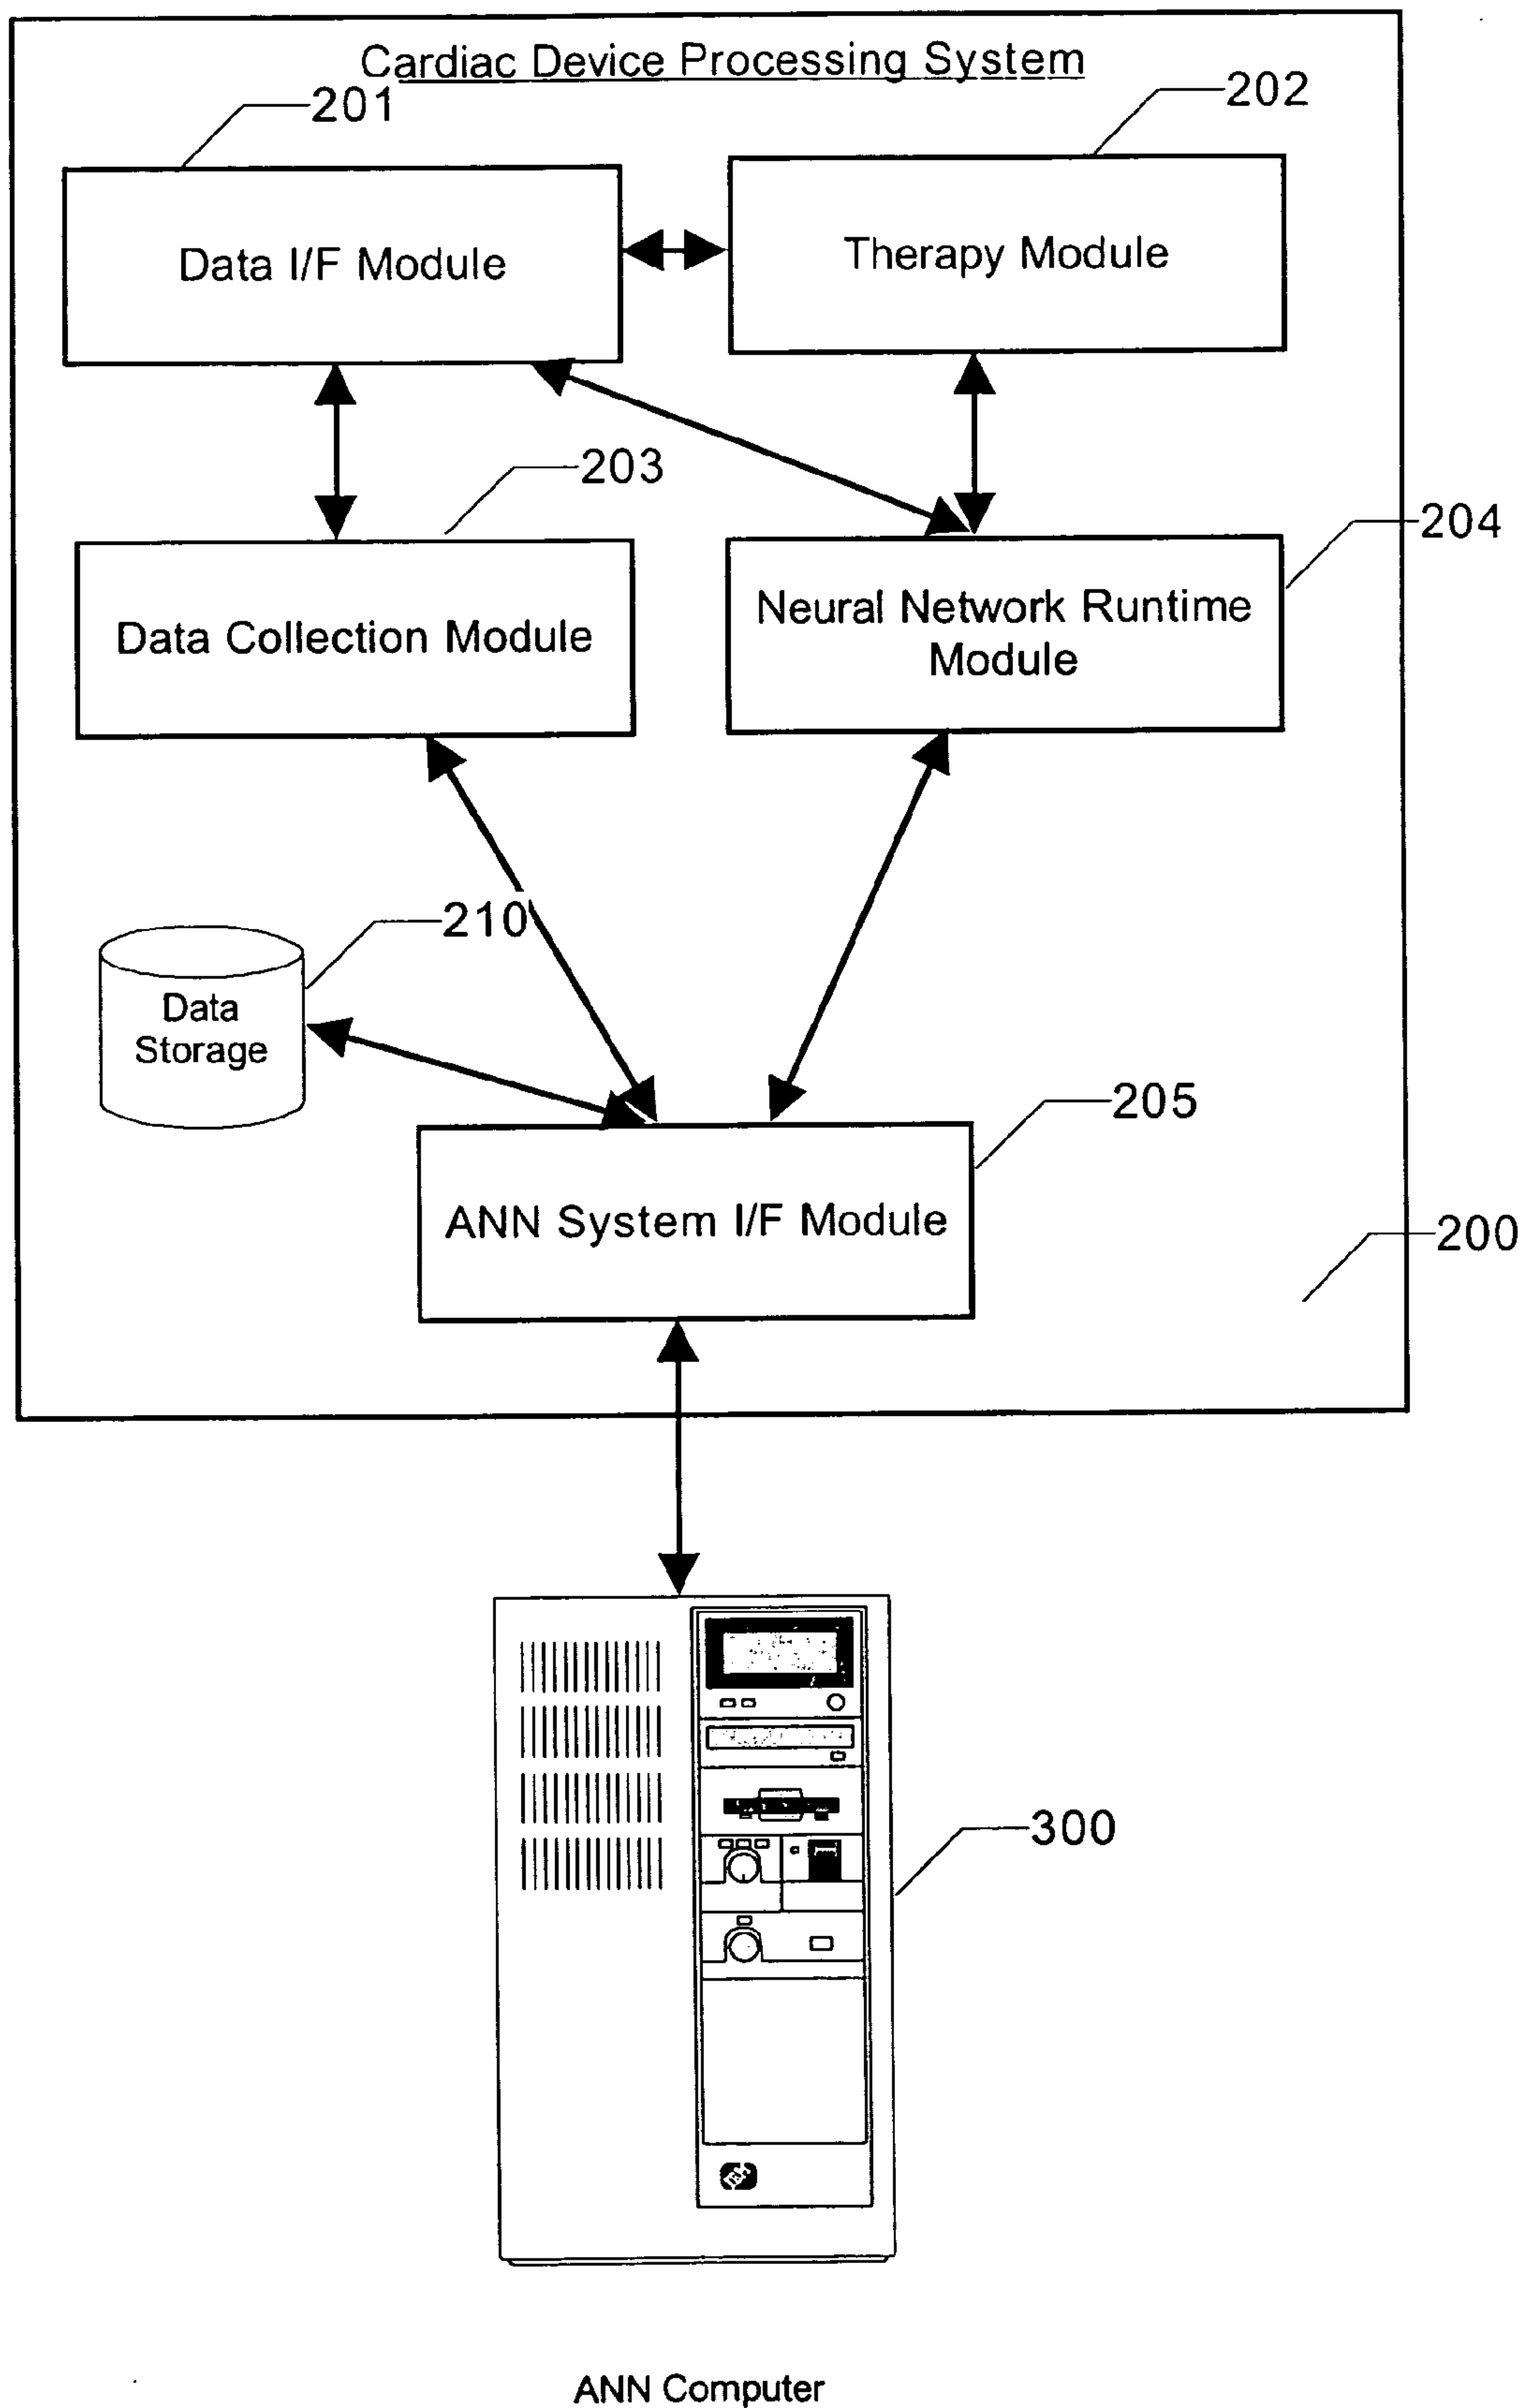 Cardiac Device Processing System
201
202
Data I/F Module
Therapy Module
203
204
Data Collection Module
Neural Network Runtime
Module
210
Data
Storage
205
ANN System I/F Module
200
300
ANN Computer